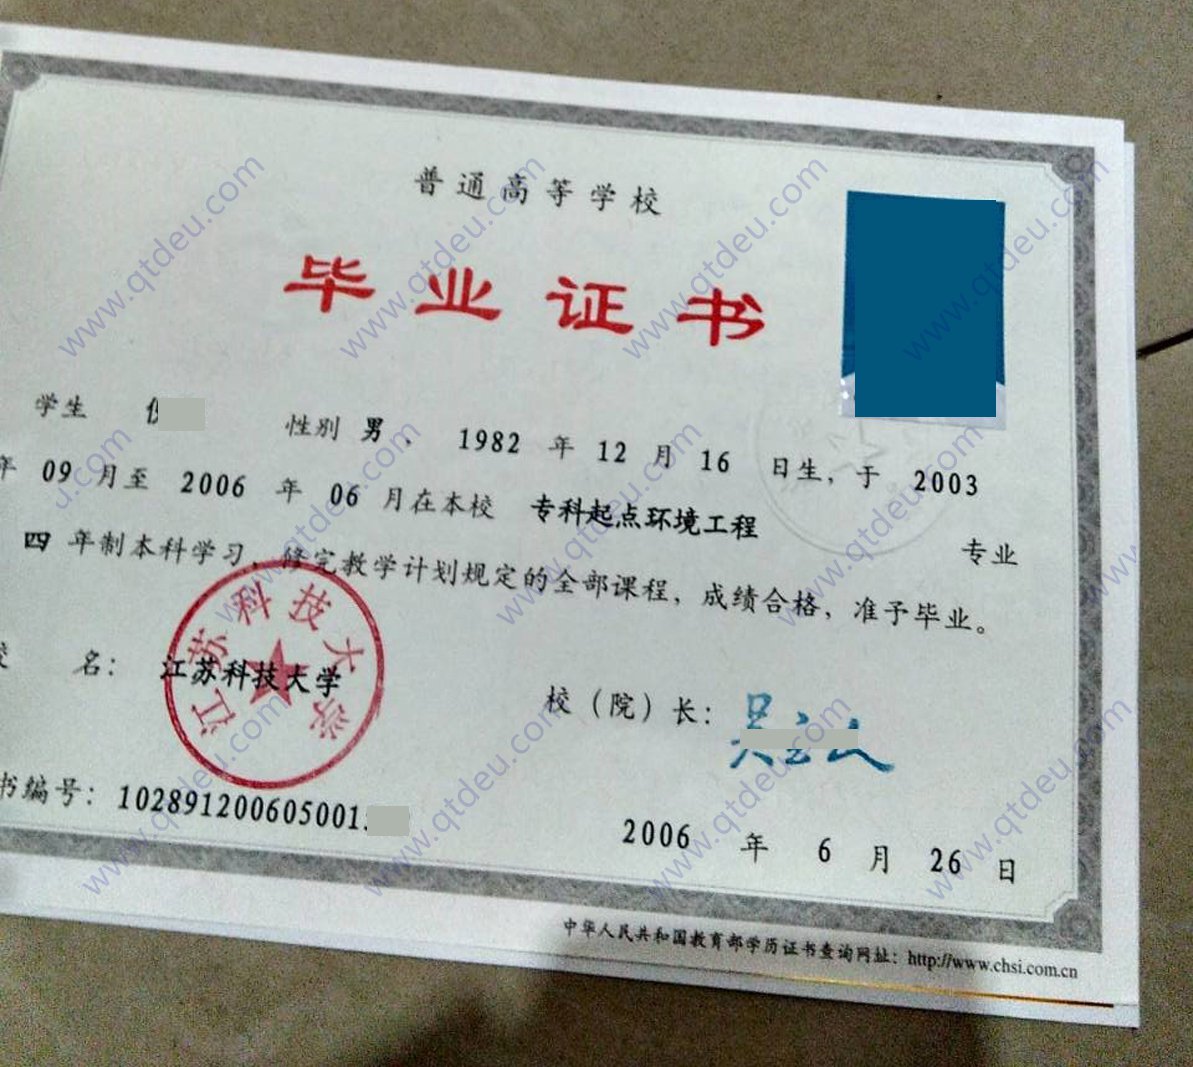 普通高等学校
毕业证书
学生 性别 男, 1982 年 12 月 16 日生, 于 2003
年 09 月至 2006 年 06 月在本校 专科起点环境工程 专业
四 年制本科学习, 修完教学计划规定的全部课程, 成绩合格, 准予毕业。
江苏科技大学
校 名: 江苏科技大学
校（院）长:
书编号: 102891200605001
2006 年 6 月 26 日
中华人民共和国教育部学历证书查询网址: http://www.chsi.com.cn
www.qtdeu.com